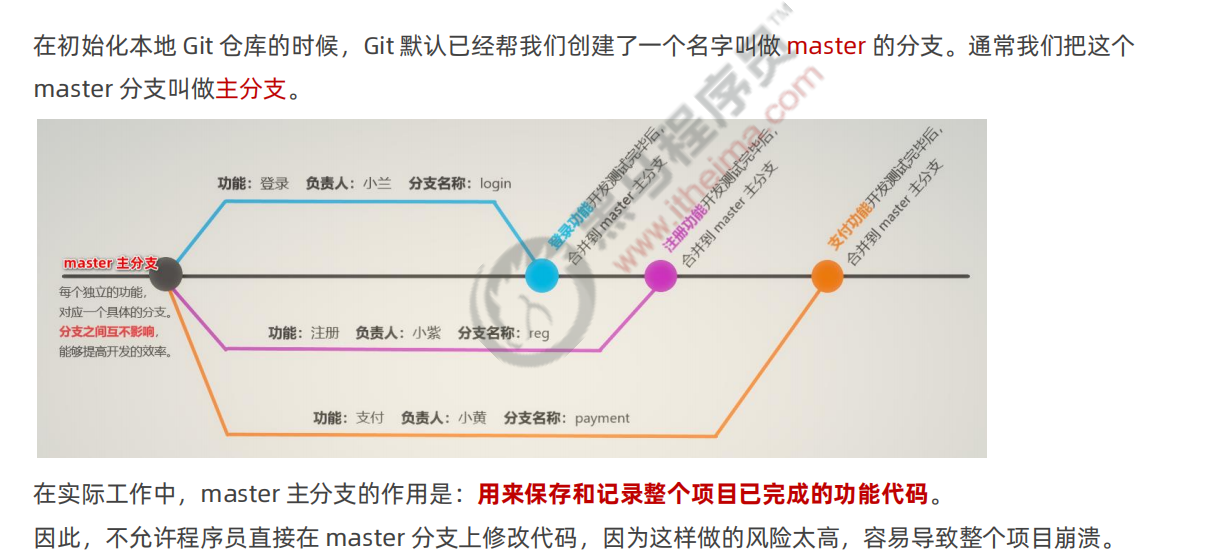 在初始化本地 Git 仓库的时候，Git 默认已经帮我们创建了一个名字叫做 master 的分支。通常我们把这个
master 分支叫做主分支。
黑马程序员™
www.itheima.com
功能：登录 负责人：小兰 分支名称：login
登录功能开发测试完毕后，
合并到 master 主分支
注册功能开发测试完毕后，
合并到 master 主分支
支付功能开发测试完毕后，
合并到 master 主分支
master 主分支
每个独立的功能，
对应一个具体的分支。
分支之间互不影响，
能够提高开发的效率。
功能：注册 负责人：小紫 分支名称：reg
功能：支付 负责人：小黄 分支名称：payment
在实际工作中，master 主分支的作用是：用来保存和记录整个项目已完成的功能代码。
因此，不允许程序员直接在 master 分支上修改代码，因为这样做的风险太高，容易导致整个项目崩溃。